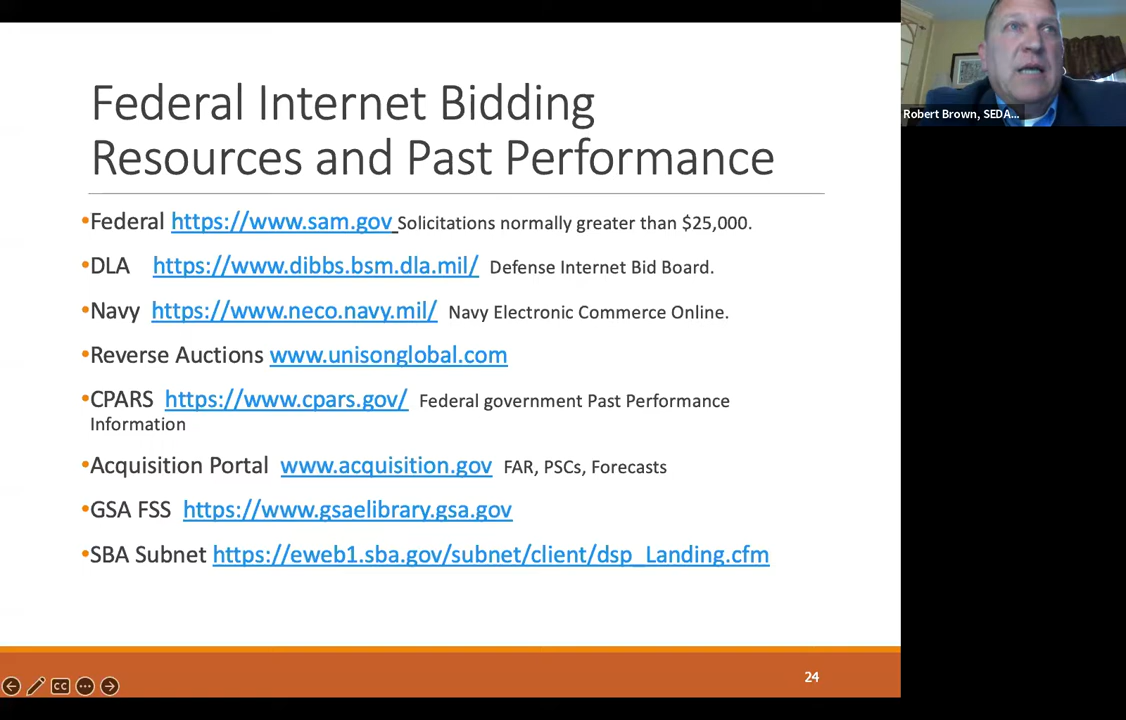 Federal Internet Bidding
Resources and Past Performance
•Federal https://www.sam.gov Solicitations normally greater than $25,000.
•DLA https://www.dibbs.bsm.dla.mil/ Defense Internet Bid Board.
•Navy https://www.neco.navy.mil/ Navy Electronic Commerce Online.
•Reverse Auctions www.unisonglobal.com
•CPARS https://www.cpars.gov/ Federal government Past Performance
Information
•Acquisition Portal www.acquisition.gov FAR, PSCs, Forecasts
•GSA FSS https://www.gsaelibrary.gsa.gov
•SBA Subnet https://eweb1.sba.gov/subnet/client/dsp_Landing.cfm
24
CC
Robert Brown, SEDA...